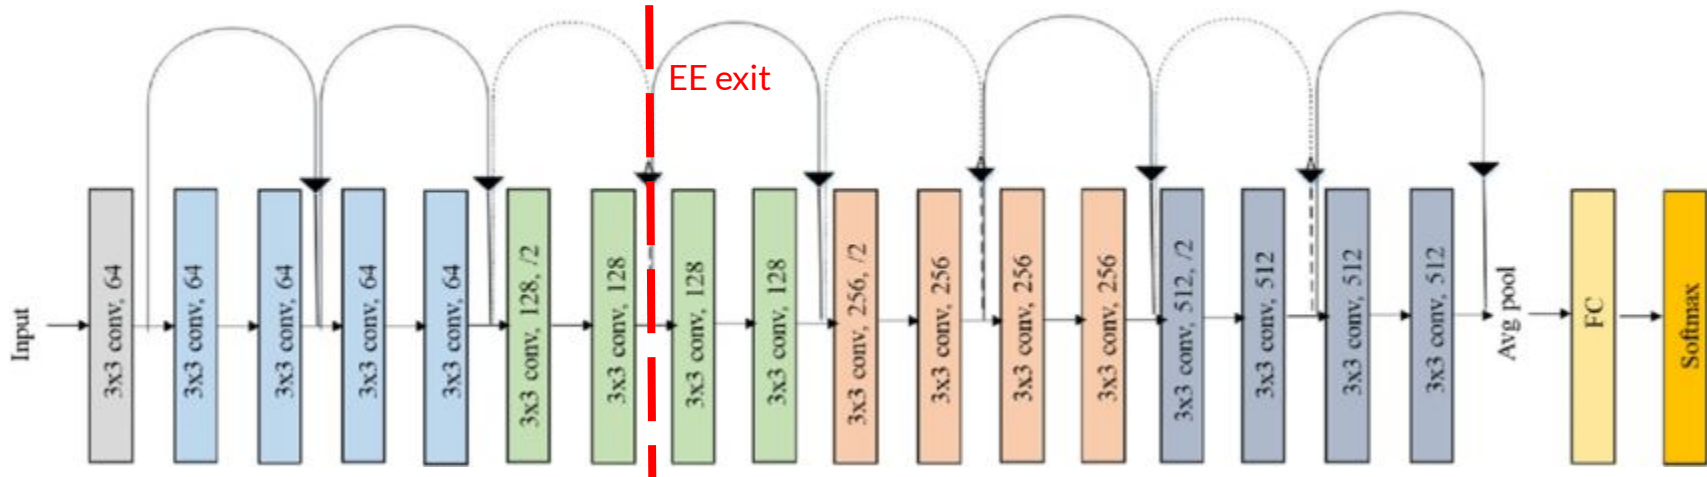 EE exit
Input
3x3 conv, 64
3x3 conv, 64
3x3 conv, 64
3x3 conv, 64
3x3 conv, 64
3x3 conv, 128, /2
3x3 conv, 128
3x3 conv, 128
3x3 conv, 128
3x3 conv, 256, /2
3x3 conv, 256
3x3 conv, 256
3x3 conv, 256
3x3 conv, 512, /2
3x3 conv, 512
3x3 conv, 512
3x3 conv, 512
Avg pool
FC
Softmax